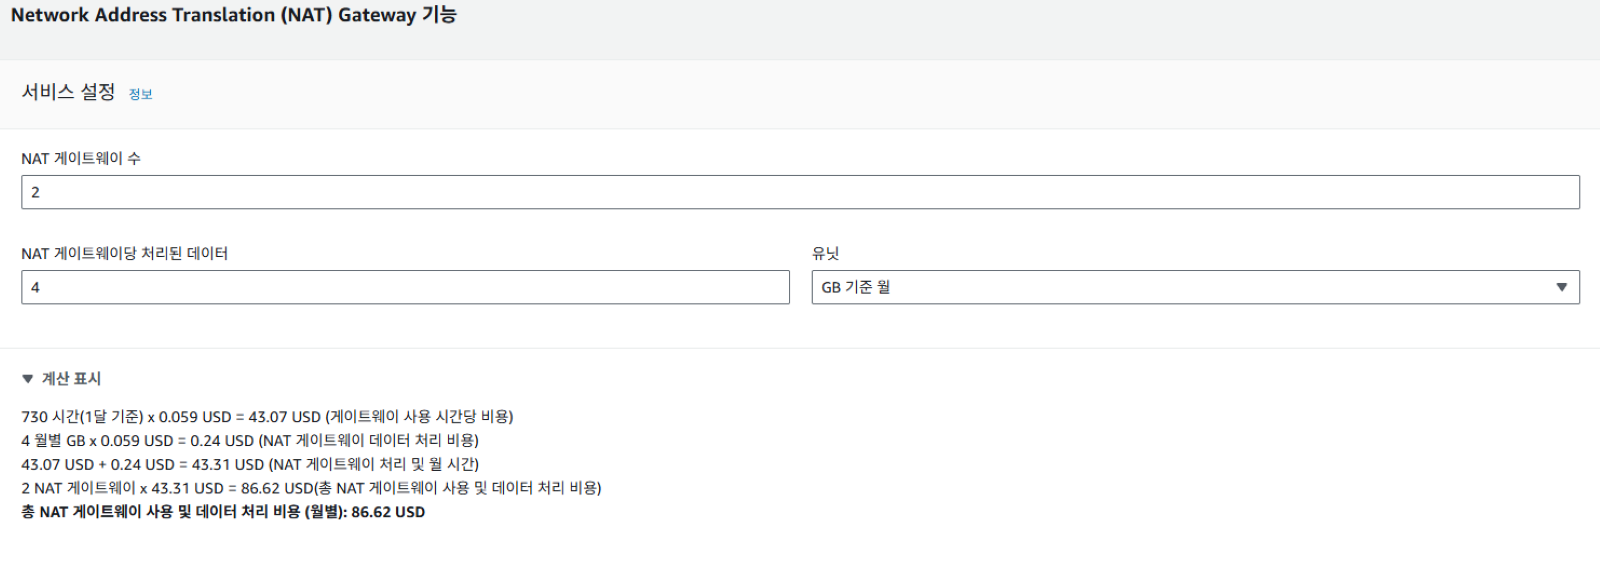 Network Address Translation (NAT) Gateway 기능
서비스 설정 정보
NAT 게이트웨이 수
2
NAT 게이트웨이당 처리된 데이터
4
유닛
GB 기준 월
계산 표시
730 시간(1달 기준) x 0.059 USD = 43.07 USD (게이트웨이 사용 시간당 비용)
4 월별 GB x 0.059 USD = 0.24 USD (NAT 게이트웨이 데이터 처리 비용)
43.07 USD + 0.24 USD = 43.31 USD (NAT 게이트웨이 처리 및 월 시간)
2 NAT 게이트웨이 x 43.31 USD = 86.62 USD(총 NAT 게이트웨이 사용 및 데이터 처리 비용)
총 NAT 게이트웨이 사용 및 데이터 처리 비용 (월별): 86.62 USD